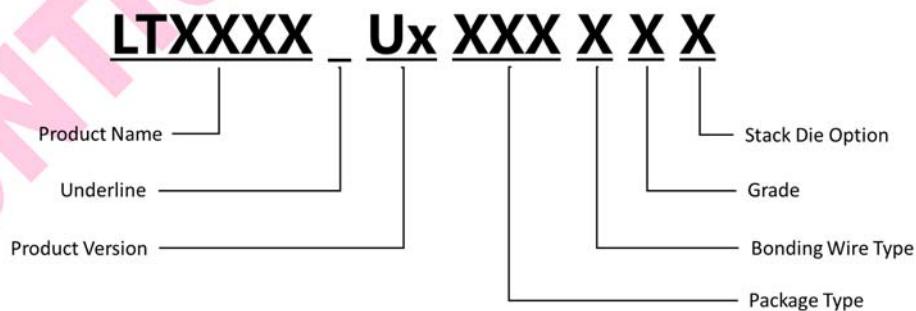 LTXXXX _ Ux XXX X X X
Product Name
Stack Die Option
Underline
Grade
Product Version
Bonding Wire Type
Package Type